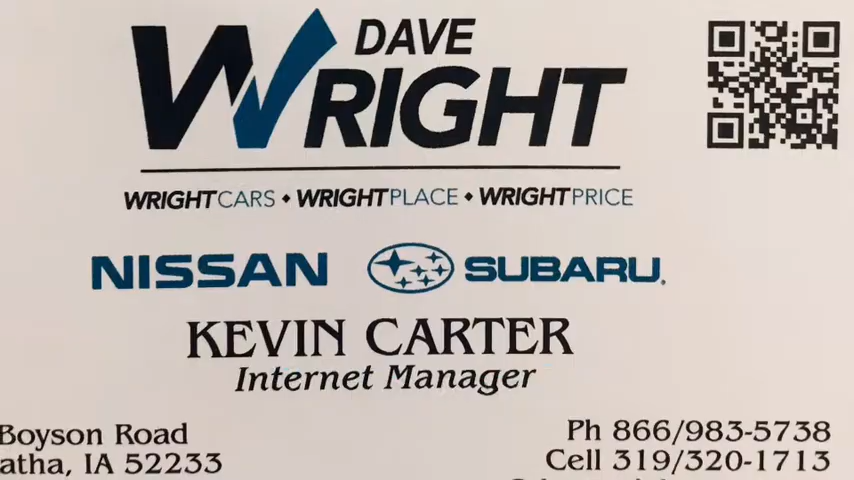 DAVE
WRIGHT
WRIGHTCARS • WRIGHTPLACE • WRIGHTPRICE
NISSAN SUBARU.
KEVIN CARTER
Internet Manager
Boyson Road
Ph 866/983-5738
atha, IA 52233
Cell 319/320-1713